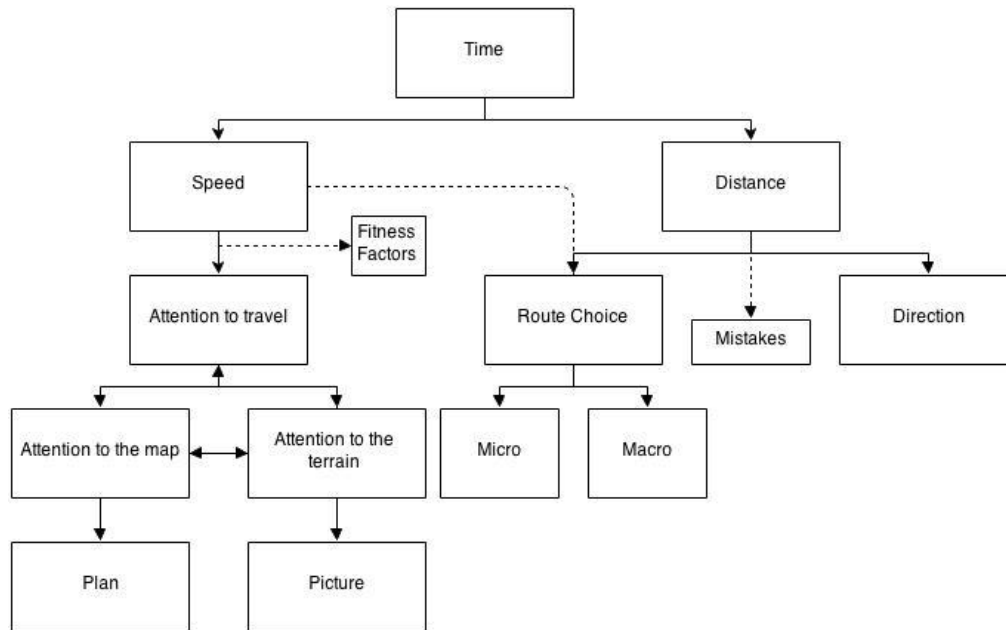 Time
Speed
Distance
Fitness
Factors
Attention to travel
Route Choice
Mistakes
Direction
Attention to the map
Attention to the
terrain
Micro
Macro
Plan
Picture